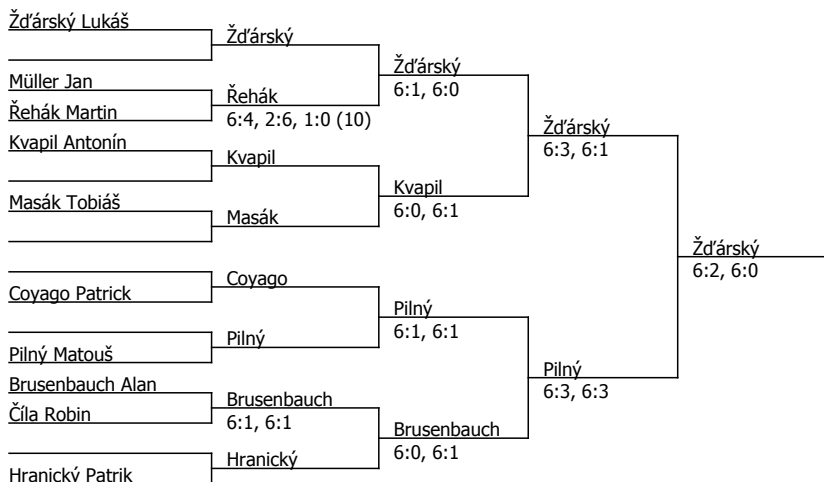 Žďárský Lukáš
Müller Jan
Řehák Martin
Kvapil Antonín
Masák Tobiáš
Coyago Patrick
Pilný Matouš
Brusenbauch Alan
Číla Robin
Hranický Patrik
Žďárský
Řehák
6:4, 2:6, 1:0 (10)
Kvapil
Masák
Coyago
Pilný
Brusenbauch
6:1, 6:1
Hranický
Žďárský
6:1, 6:0
Kvapil
6:0, 6:1
Pilný
6:1, 6:1
Brusenbauch
6:0, 6:1
Žďárský
6:3, 6:1
Pilný
6:3, 6:3
Žďárský
6:2, 6:0